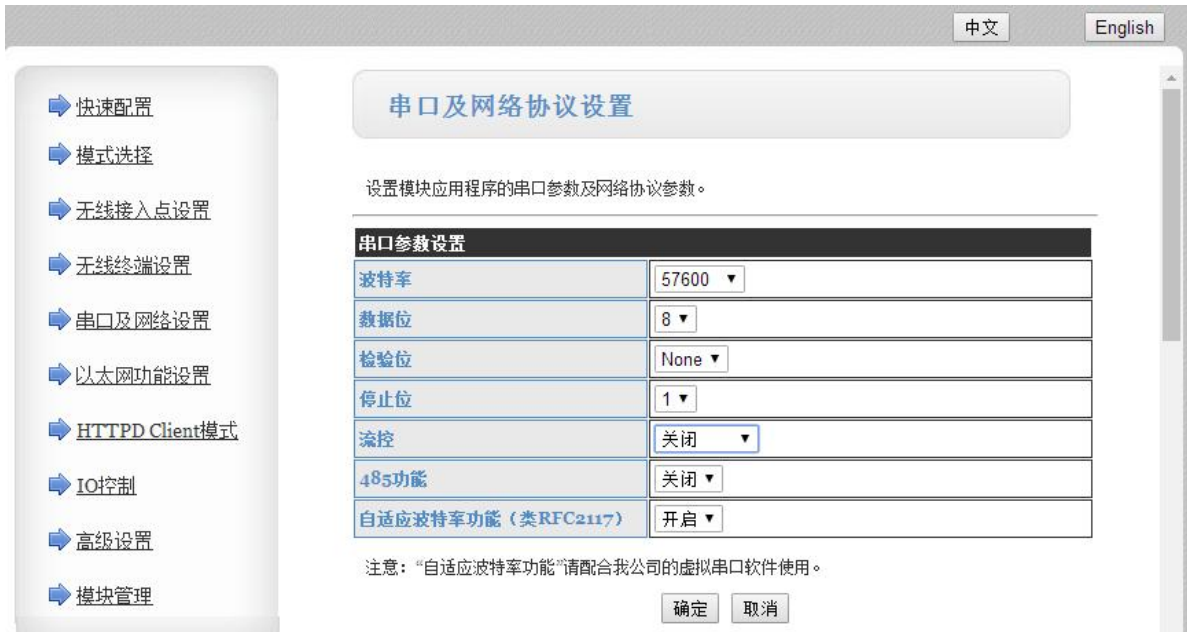 中文 English
快速配置
模式选择
无线接入点设置
无线终端设置
串口及网络设置
以太网功能设置
HTTPD Client模式
IO控制
高级设置
模块管理
串口及网络协议设置
设置模块应用程序的串口参数及网络协议参数。
串口参数设置
波特率 57600
数据位 8
检验位 None
停止位 1
流控 关闭
485功能 关闭
自适应波特率功能（类RFC2117） 开启
注意：“自适应波特率功能”请配合我公司的虚拟串口软件使用。
确定 取消